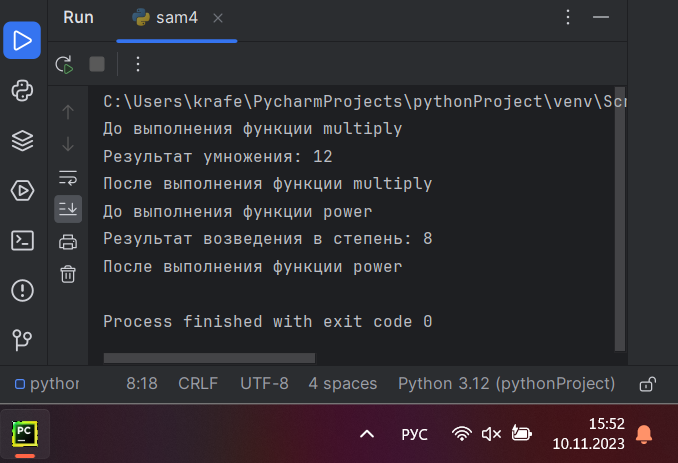 Run
sam4
C:\Users\krafe\PycharmProjects\pythonProject\venv\Scr
До выполнения функции multiply
Результат умножения: 12
После выполнения функции multiply
До выполнения функции power
Результат возведения в степень: 8
После выполнения функции power
Process finished with exit code 0
python
8:18
CRLF
UTF-8
4 spaces
Python 3.12 (pythonProject)
PC
РУС
15:52
10.11.2023